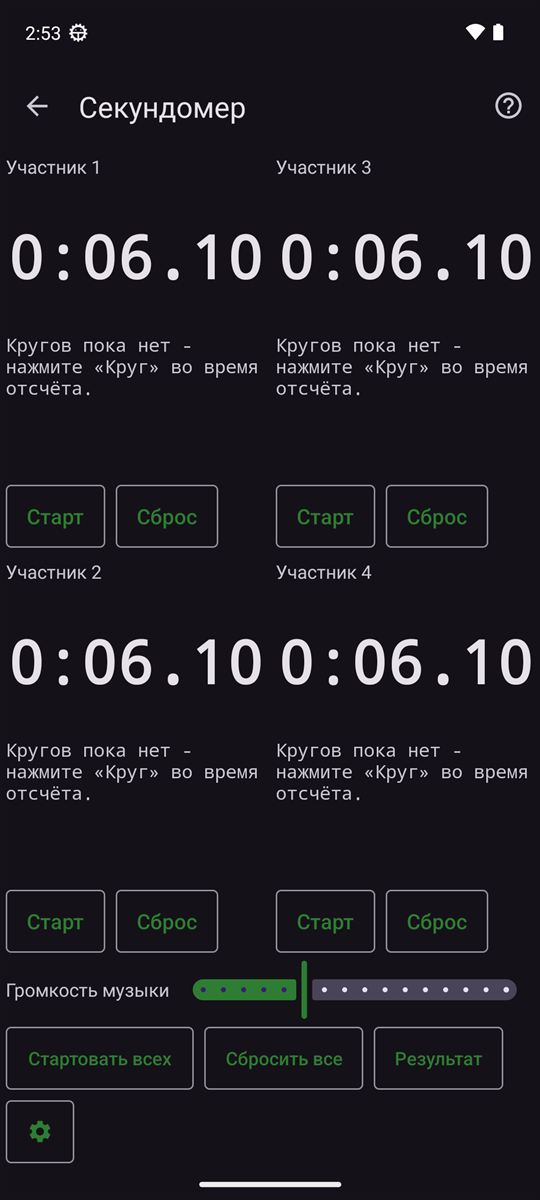 2:53
Секундомер
Участник 1
0:06.10
Кругов пока нет -
нажмите «Круг» во время
отсчёта.
Старт
Сброс
Участник 3
0:06.10
Кругов пока нет -
нажмите «Круг» во время
отсчёта.
Старт
Сброс
Участник 2
0:06.10
Кругов пока нет -
нажмите «Круг» во время
отсчёта.
Старт
Сброс
Участник 4
0:06.10
Кругов пока нет -
нажмите «Круг» во время
отсчёта.
Старт
Сброс
Громкость музыки
Стартовать всех
Сбросить все
Результат